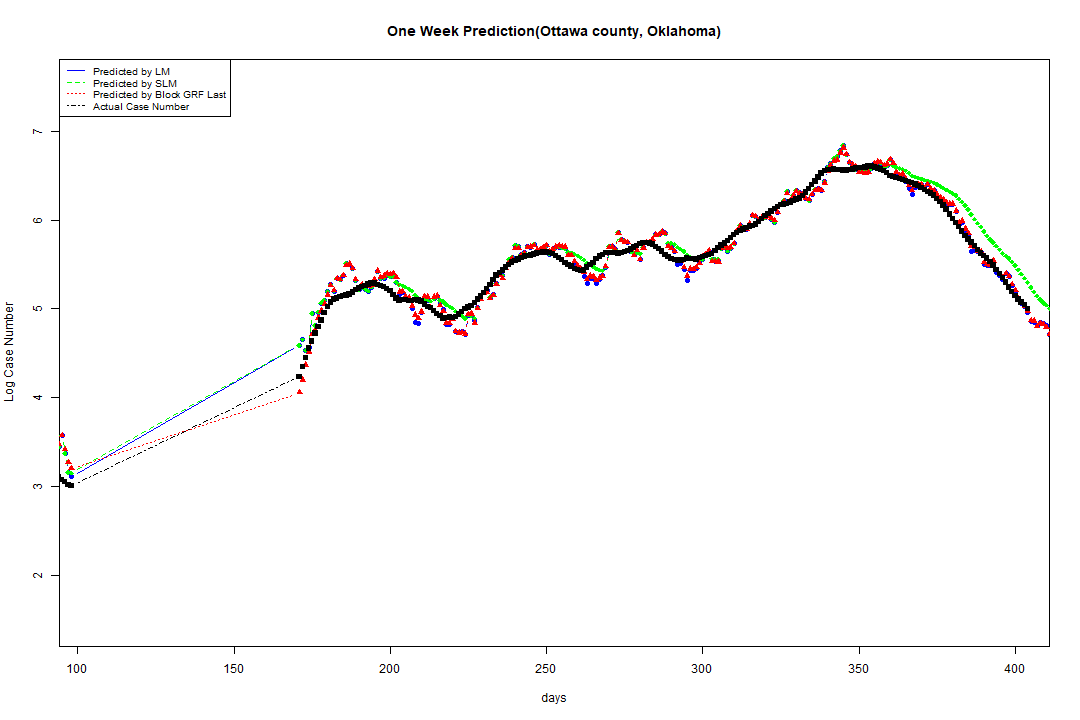 One Week Prediction(Ottawa county, Oklahoma)
Predicted by LM
Predicted by SLM
Predicted by Block GRF Last
Actual Case Number
7
6
5
4
3
2
Log Case Number
100 150 200 250 300 350 400
days